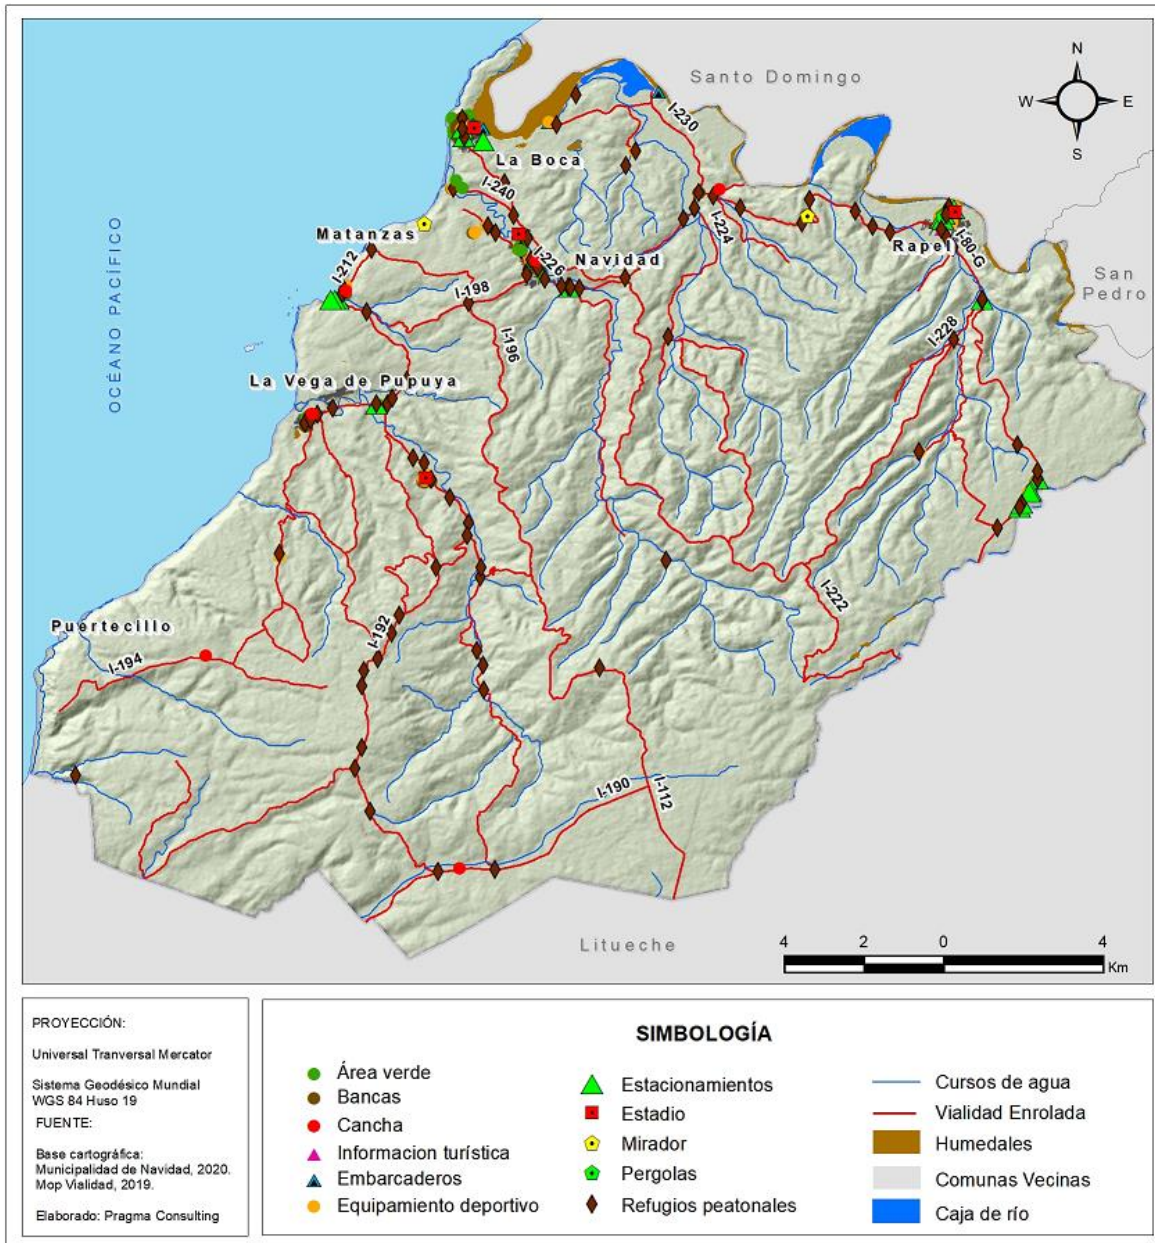 Santo Domingo
N
W
E
S
I-230
La Boca
I-240
I-224
OCÉANO PACÍFICO
Matanzas
I-212
I-226
Navidad
Rapel
I-80-G
San
Pedro
I-198
I-196
I-228
La Vega de Pupuya
I-222
Puertecillo
I-192
I-194
I-190
I-112
Litueche
4 2 0 4
Km
PROYECCIÓN:
Universal Tranversal Mercator
Sistema Geodésico Mundial
WGS 84 Huso 19
FUENTE:
Base cartográfica:
Municipalidad de Navidad, 2020.
Mop Vialidad, 2019.
Elaborado: Pragma Consulting
SIMBOLOGÍA
Área verde
Bancas
Cancha
Informacion turística
Embarcaderos
Equipamiento deportivo
Estacionamientos
Estadio
Mirador
Pergolas
Refugios peatonales
Cursos de agua
Vialidad Enrolada
Humedales
Comunas Vecinas
Caja de río